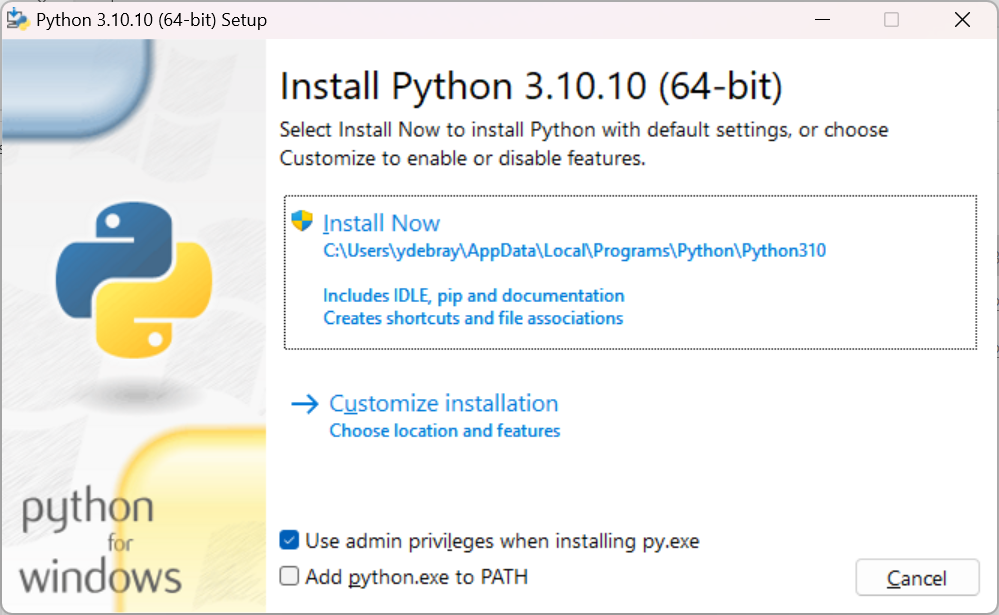 Python 3.10.10 (64-bit) Setup
Install Python 3.10.10 (64-bit)
Select Install Now to install Python with default settings, or choose
Customize to enable or disable features.
Install Now
C:\Users\ydebray\AppData\Local\Programs\Python\Python310
Includes IDLE, pip and documentation
Creates shortcuts and file associations
Customize installation
Choose location and features
python
for
windows
Use admin privileges when installing py.exe
Add python.exe to PATH
Cancel